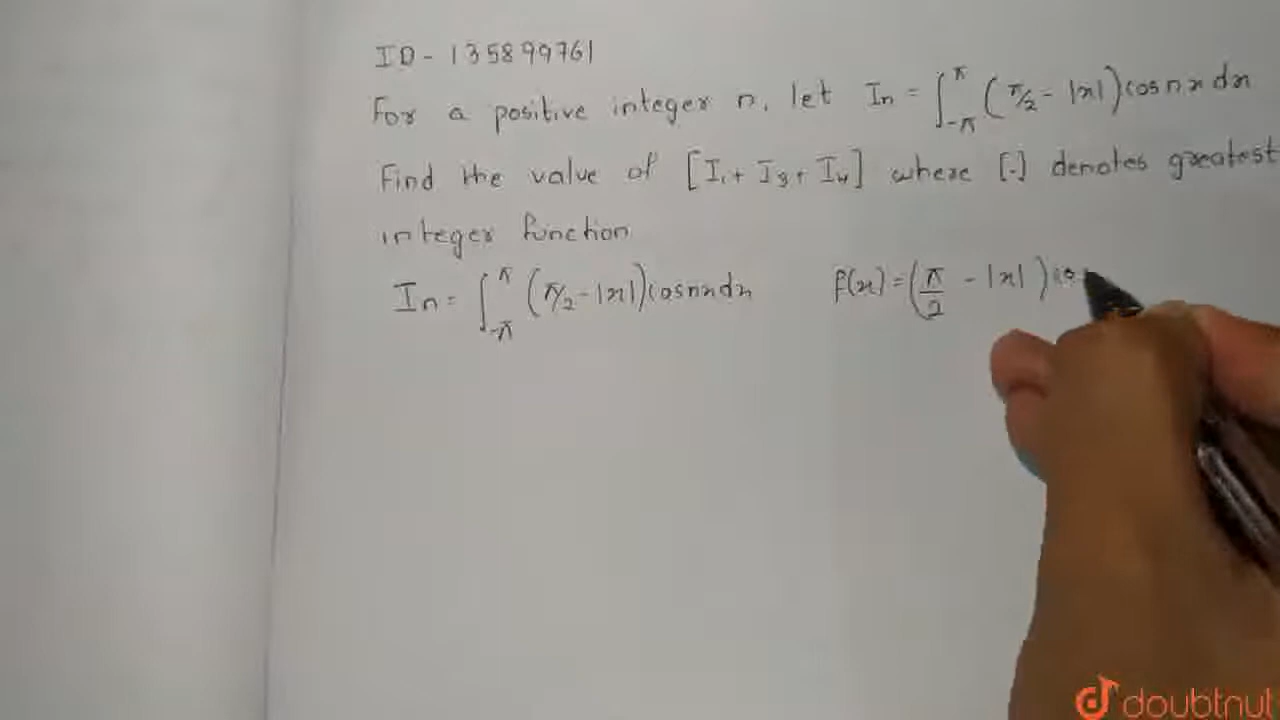 ID - 135899761
For a positive integer n, let In = ∫_{-π}^{π} (π/2 - |x|) cos nx dx
Find the value of [I1 + I3 + I4] where [.] denotes greatest
integer function
In = ∫_{-π}^{π} (π/2 - |x|) cos nx dx f(x) = (π/2 - |x|) co
doubtnut